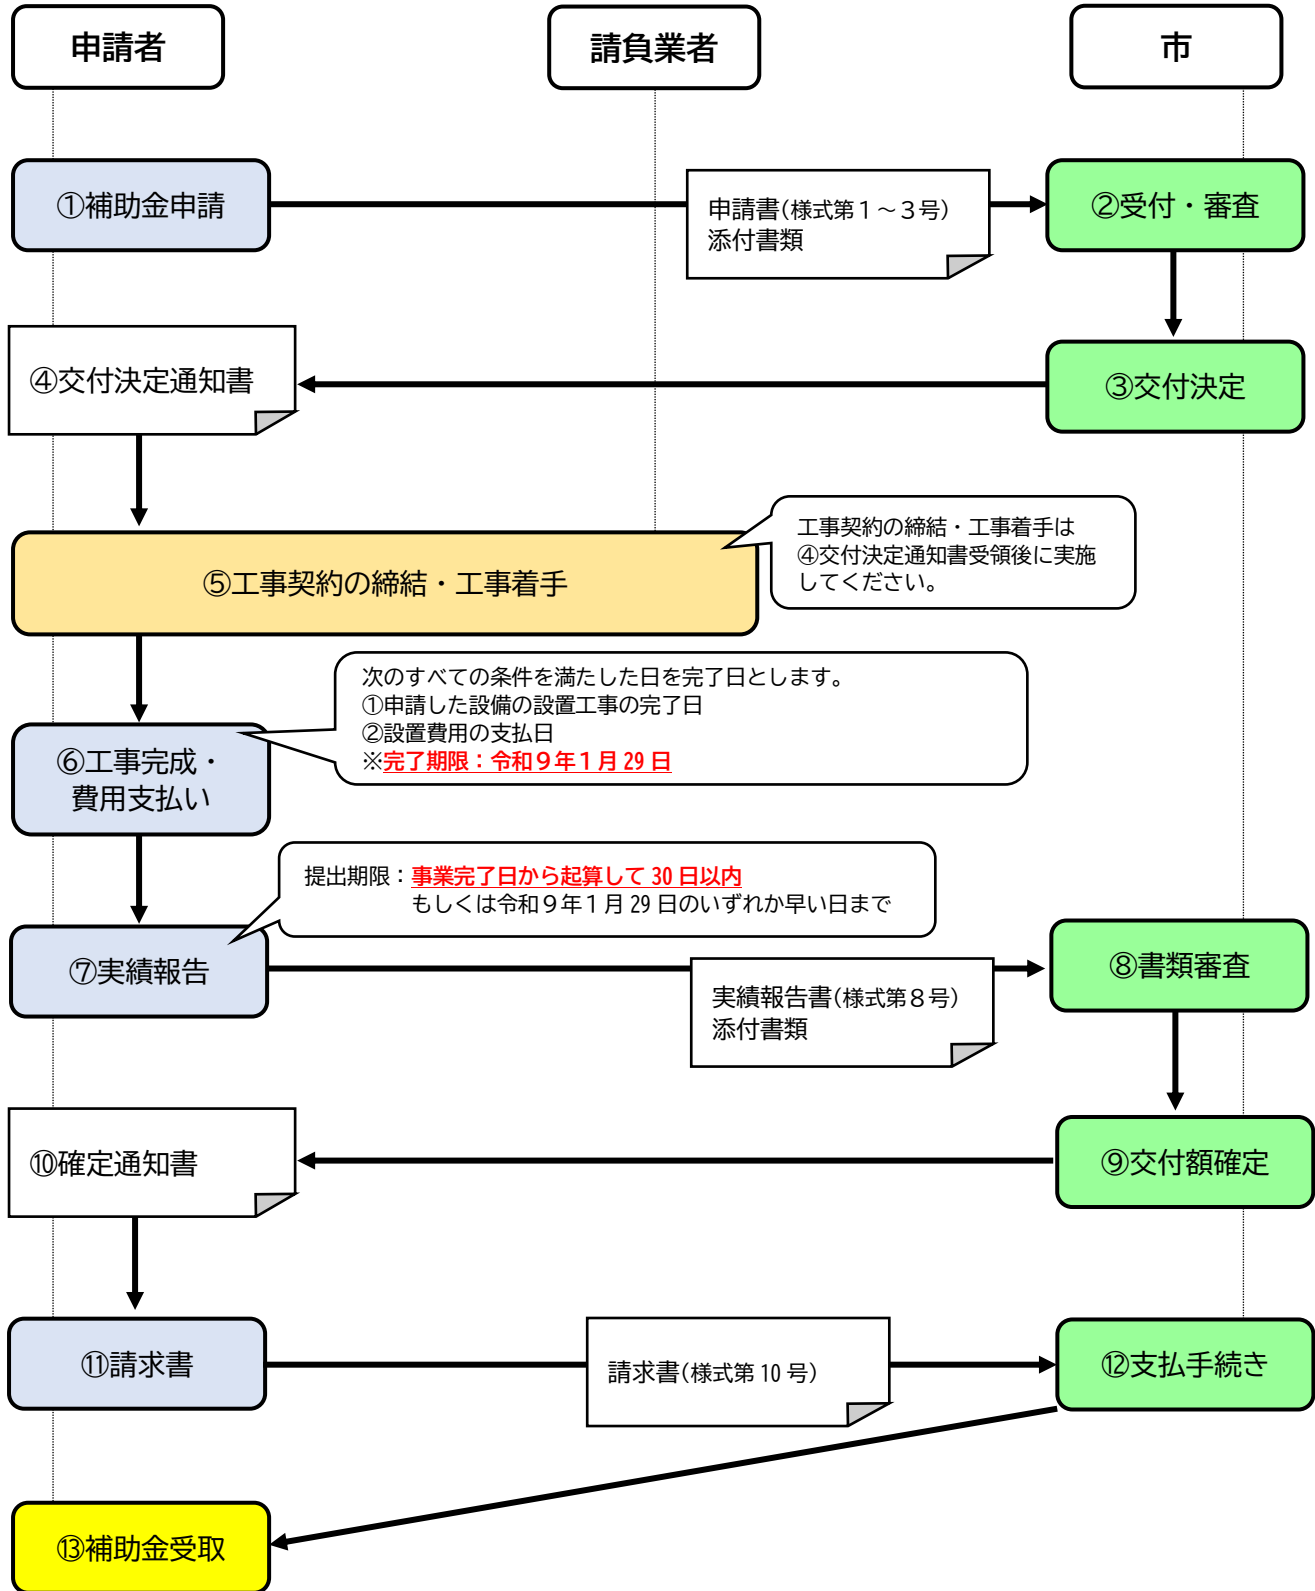 申請者
請負業者
市
①補助金申請
申請書(様式第１～３号)
添付書類
②受付・審査
④交付決定通知書
③交付決定
工事契約の締結・工事着手は
④交付決定通知書受領後に実施
してください。
⑤工事契約の締結・工事着手
次のすべての条件を満たした日を完了日とします。
①申請した設備の設置工事の完了日
②設置費用の支払日
※完了期限：令和９年１月 29 日
⑥工事完成・
費用支払い
提出期限：事業完了日から起算して 30 日以内
もしくは令和９年１月 29 日のいずれか早い日まで
⑦実績報告
実績報告書(様式第８号)
添付書類
⑧書類審査
⑩確定通知書
⑨交付額確定
⑪請求書
請求書(様式第 10 号)
⑫支払手続き
⑬補助金受取